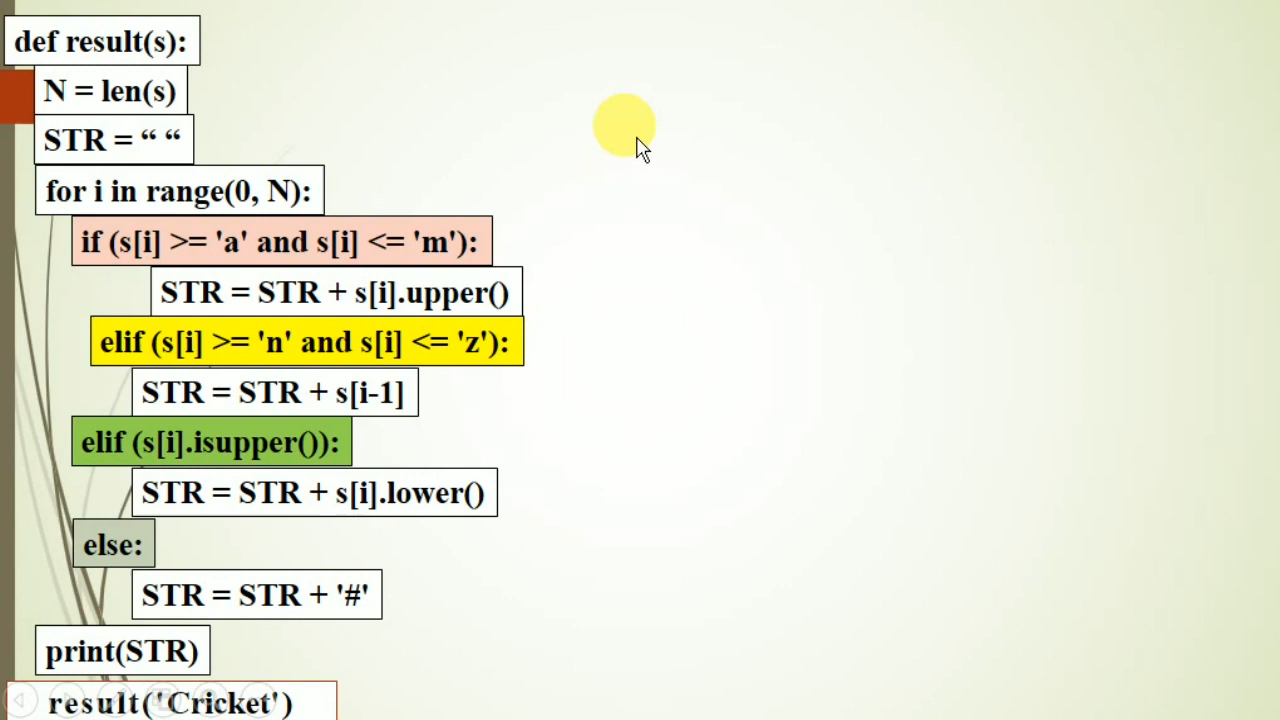 def result(s):
N = len(s)
STR = “ “
for i in range(0, N):
if (s[i] >= 'a' and s[i] <= 'm'):
STR = STR + s[i].upper()
elif (s[i] >= 'n' and s[i] <= 'z'):
STR = STR + s[i-1]
elif (s[i].isupper()):
STR = STR + s[i].lower()
else:
STR = STR + '#'
print(STR)
result('Cricket')